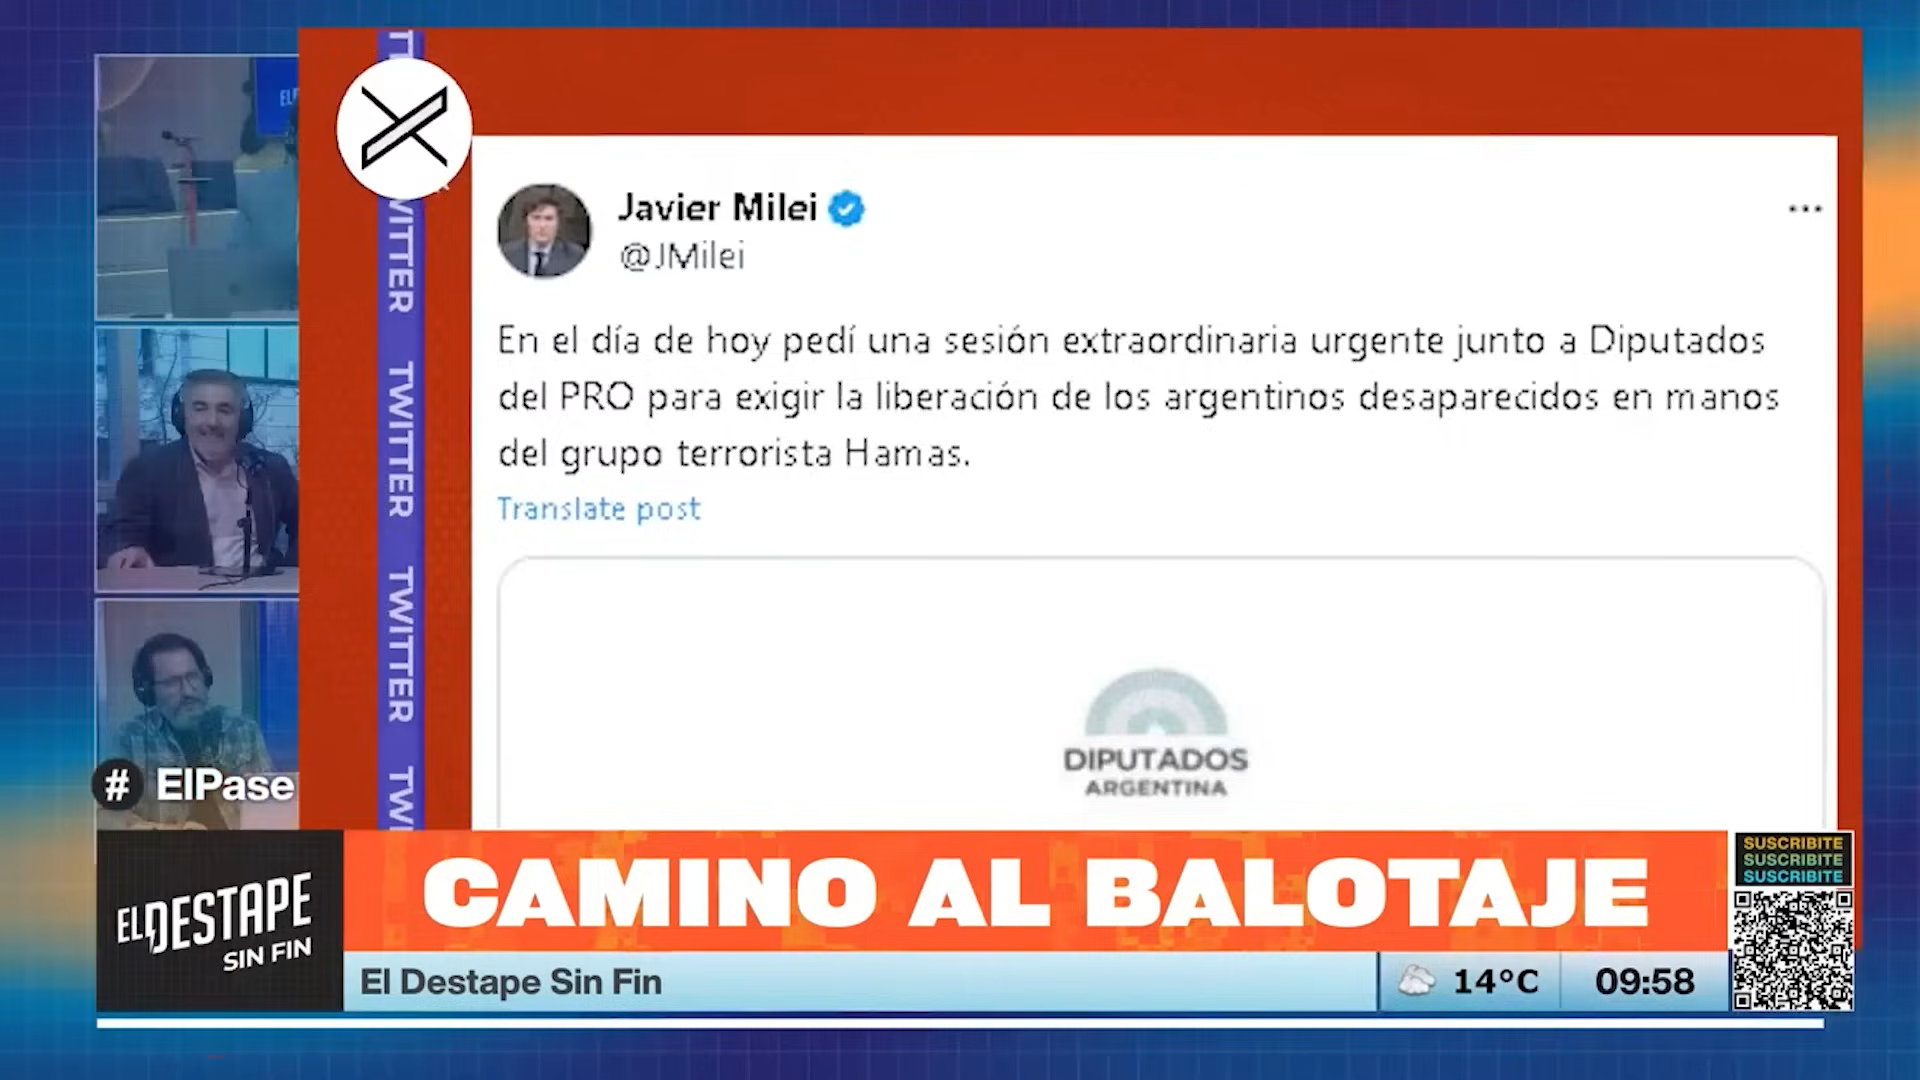 TWITTER
TWITTER
TWITTER
Javier Milei
@JMilei
En el día de hoy pedí una sesión extraordinaria urgente junto a Diputados
del PRO para exigir la liberación de los argentinos desaparecidos en manos
del grupo terrorista Hamas.
Translate post
DIPUTADOS
ARGENTINA
# ElPase
EL DESTAPE
SIN FIN
CAMINO AL BALOTAJE
El Destape Sin Fin
14°C
09:58
SUSCRIBITE
SUSCRIBITE
SUSCRIBITE